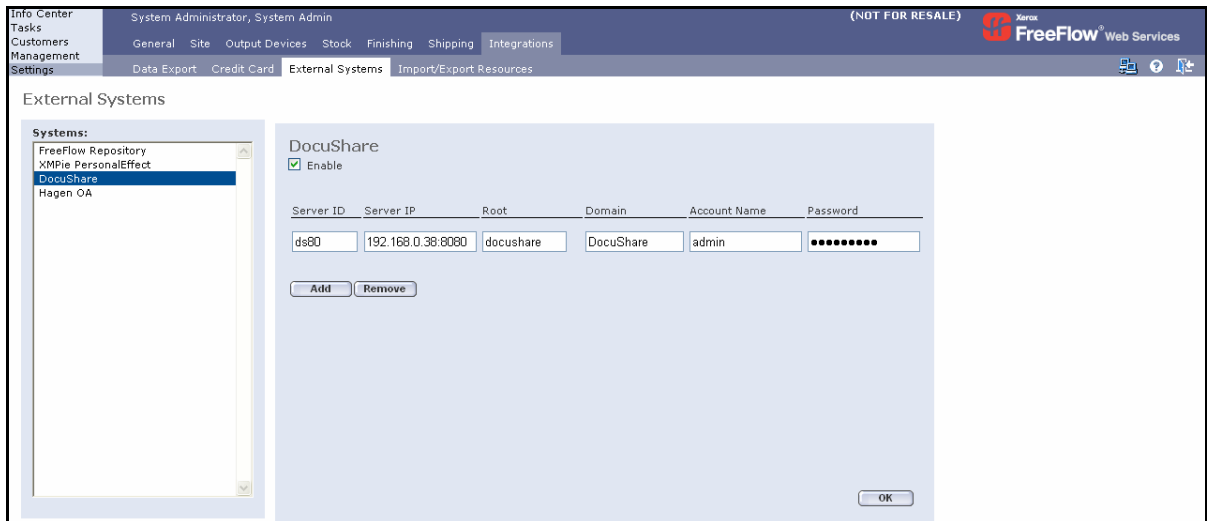 Info Center
Tasks
Customers
Management
Settings
System Administrator, System Admin
(NOT FOR RESALE)
General Site Output Devices Stock Finishing Shipping Integrations
Data Export Credit Card External Systems Import/Export Resources
Xerox
FreeFlow® Web Services
External Systems
Systems:
FreeFlow Repository
XMPie PersonalEffect
DocuShare
Hagen OA
DocuShare
Enable
Server ID Server IP Root Domain Account Name Password
ds80 192.168.0.38:8080 docushare DocuShare admin •••••••••
Add Remove
OK